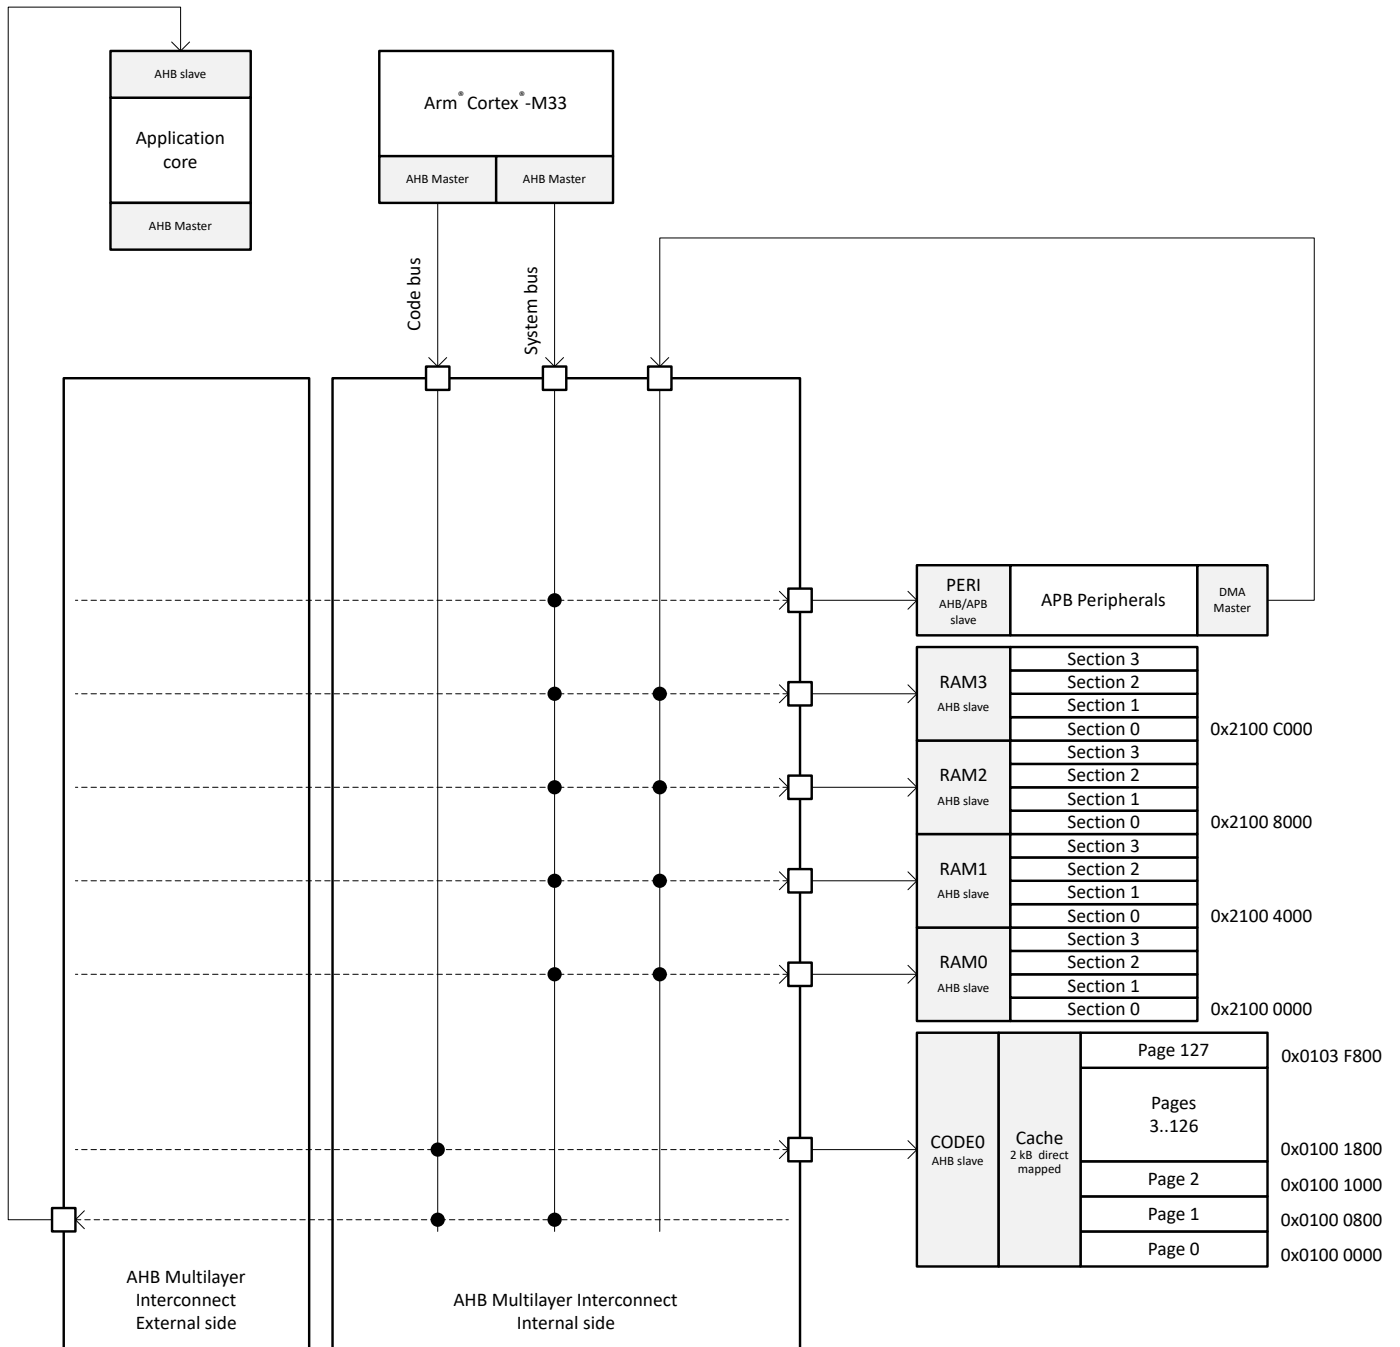 AHB slave
Application
core
AHB Master
Arm® Cortex®-M33
AHB Master
AHB Master
Code bus
System bus
PERI
AHB/APB
slave
APB Peripherals
DMA
Master
RAM3
AHB slave
Section 3
Section 2
Section 1
Section 0
0x2100 C000
RAM2
AHB slave
Section 3
Section 2
Section 1
Section 0
0x2100 8000
RAM1
AHB slave
Section 3
Section 2
Section 1
Section 0
0x2100 4000
RAM0
AHB slave
Section 3
Section 2
Section 1
Section 0
0x2100 0000
CODE0
AHB slave
Cache
2 kB direct
mapped
Page 127
0x0103 F800
Pages
3..126
0x0100 1800
Page 2
0x0100 1000
Page 1
0x0100 0800
Page 0
0x0100 0000
AHB Multilayer
Interconnect
External side
AHB Multilayer Interconnect
Internal side